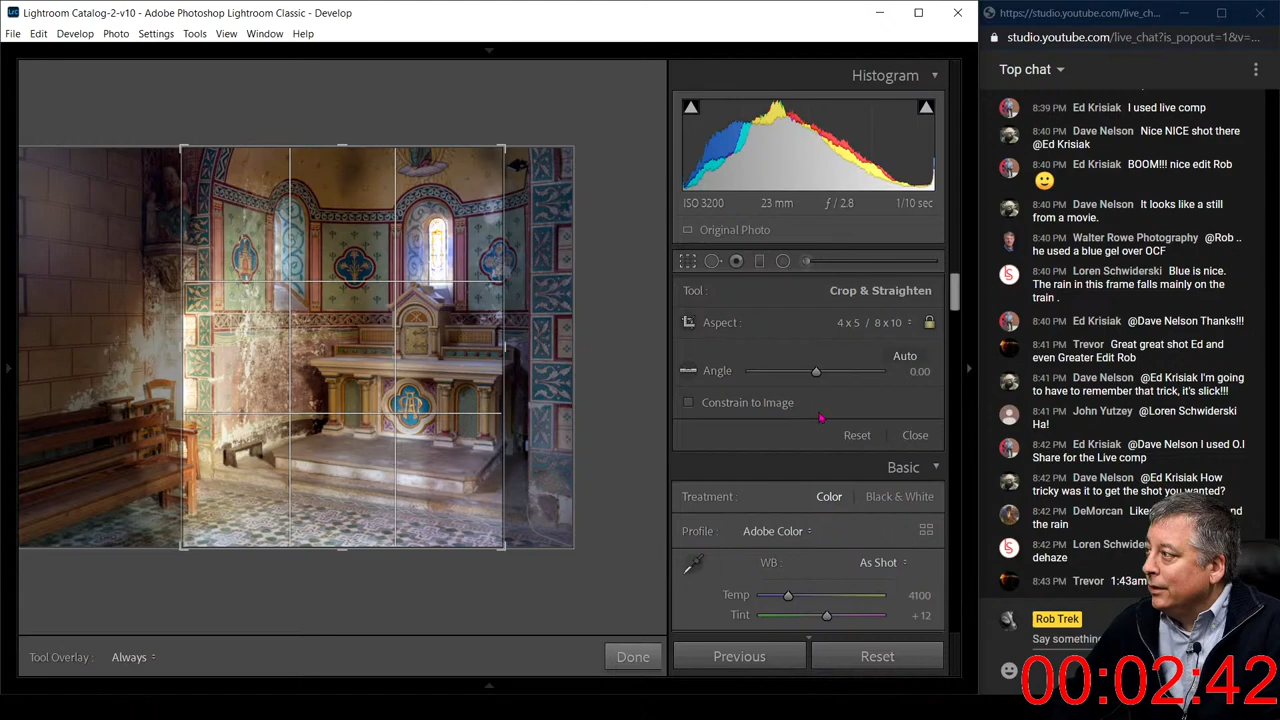 Lightroom Catalog-2-v10 - Adobe Photoshop Lightroom Classic - Develop
File Edit Develop Photo Settings Tools View Window Help
Histogram
ISO 3200 23 mm ƒ / 2.8 1/10 sec
Original Photo
Tool : Crop & Straighten
Aspect : 4 x 5 / 8 x 10
Auto
Angle 0.00
Constrain to Image
Reset Close
Basic
Treatment : Color Black & White
Profile : Adobe Color
WB : As Shot
Temp 4100
Tint + 12
Tool Overlay : Always Done Previous Reset
https://studio.youtube.com/live_ch...
studio.youtube.com/live_chat?is_popout=1&v=...
Top chat
8:39 PM Ed Krisiak I used live comp
8:40 PM Dave Nelson Nice NICE shot there
@Ed Krisiak
8:40 PM Ed Krisiak BOOM!!! nice edit Rob
8:40 PM Dave Nelson It looks like a still
from a movie.
8:40 PM Walter Rowe Photography @Rob ..
he used a blue gel over OCF
8:40 PM Loren Schwiderski Blue is nice.
The rain in this frame falls mainly on the
train .
8:40 PM Ed Krisiak @Dave Nelson Thanks!!!
8:41 PM Trevor Great great shot Ed and
even Greater Edit Rob
8:41 PM Dave Nelson @Ed Krisiak I'm going
to have to remember that trick, it's slick!!!
8:41 PM John Yutzey @Loren Schwiderski
Ha!
8:42 PM Ed Krisiak @Dave Nelson I used O.I
Share for the Live comp
8:42 PM Dave Nelson @Ed Krisiak How
tricky was it to get the shot you wanted?
8:42 PM DeMorcan
the rain
8:42 PM Loren
dehaze
8:43 PM Trevor 1:43am
Rob Trek
Say something
00:02:42